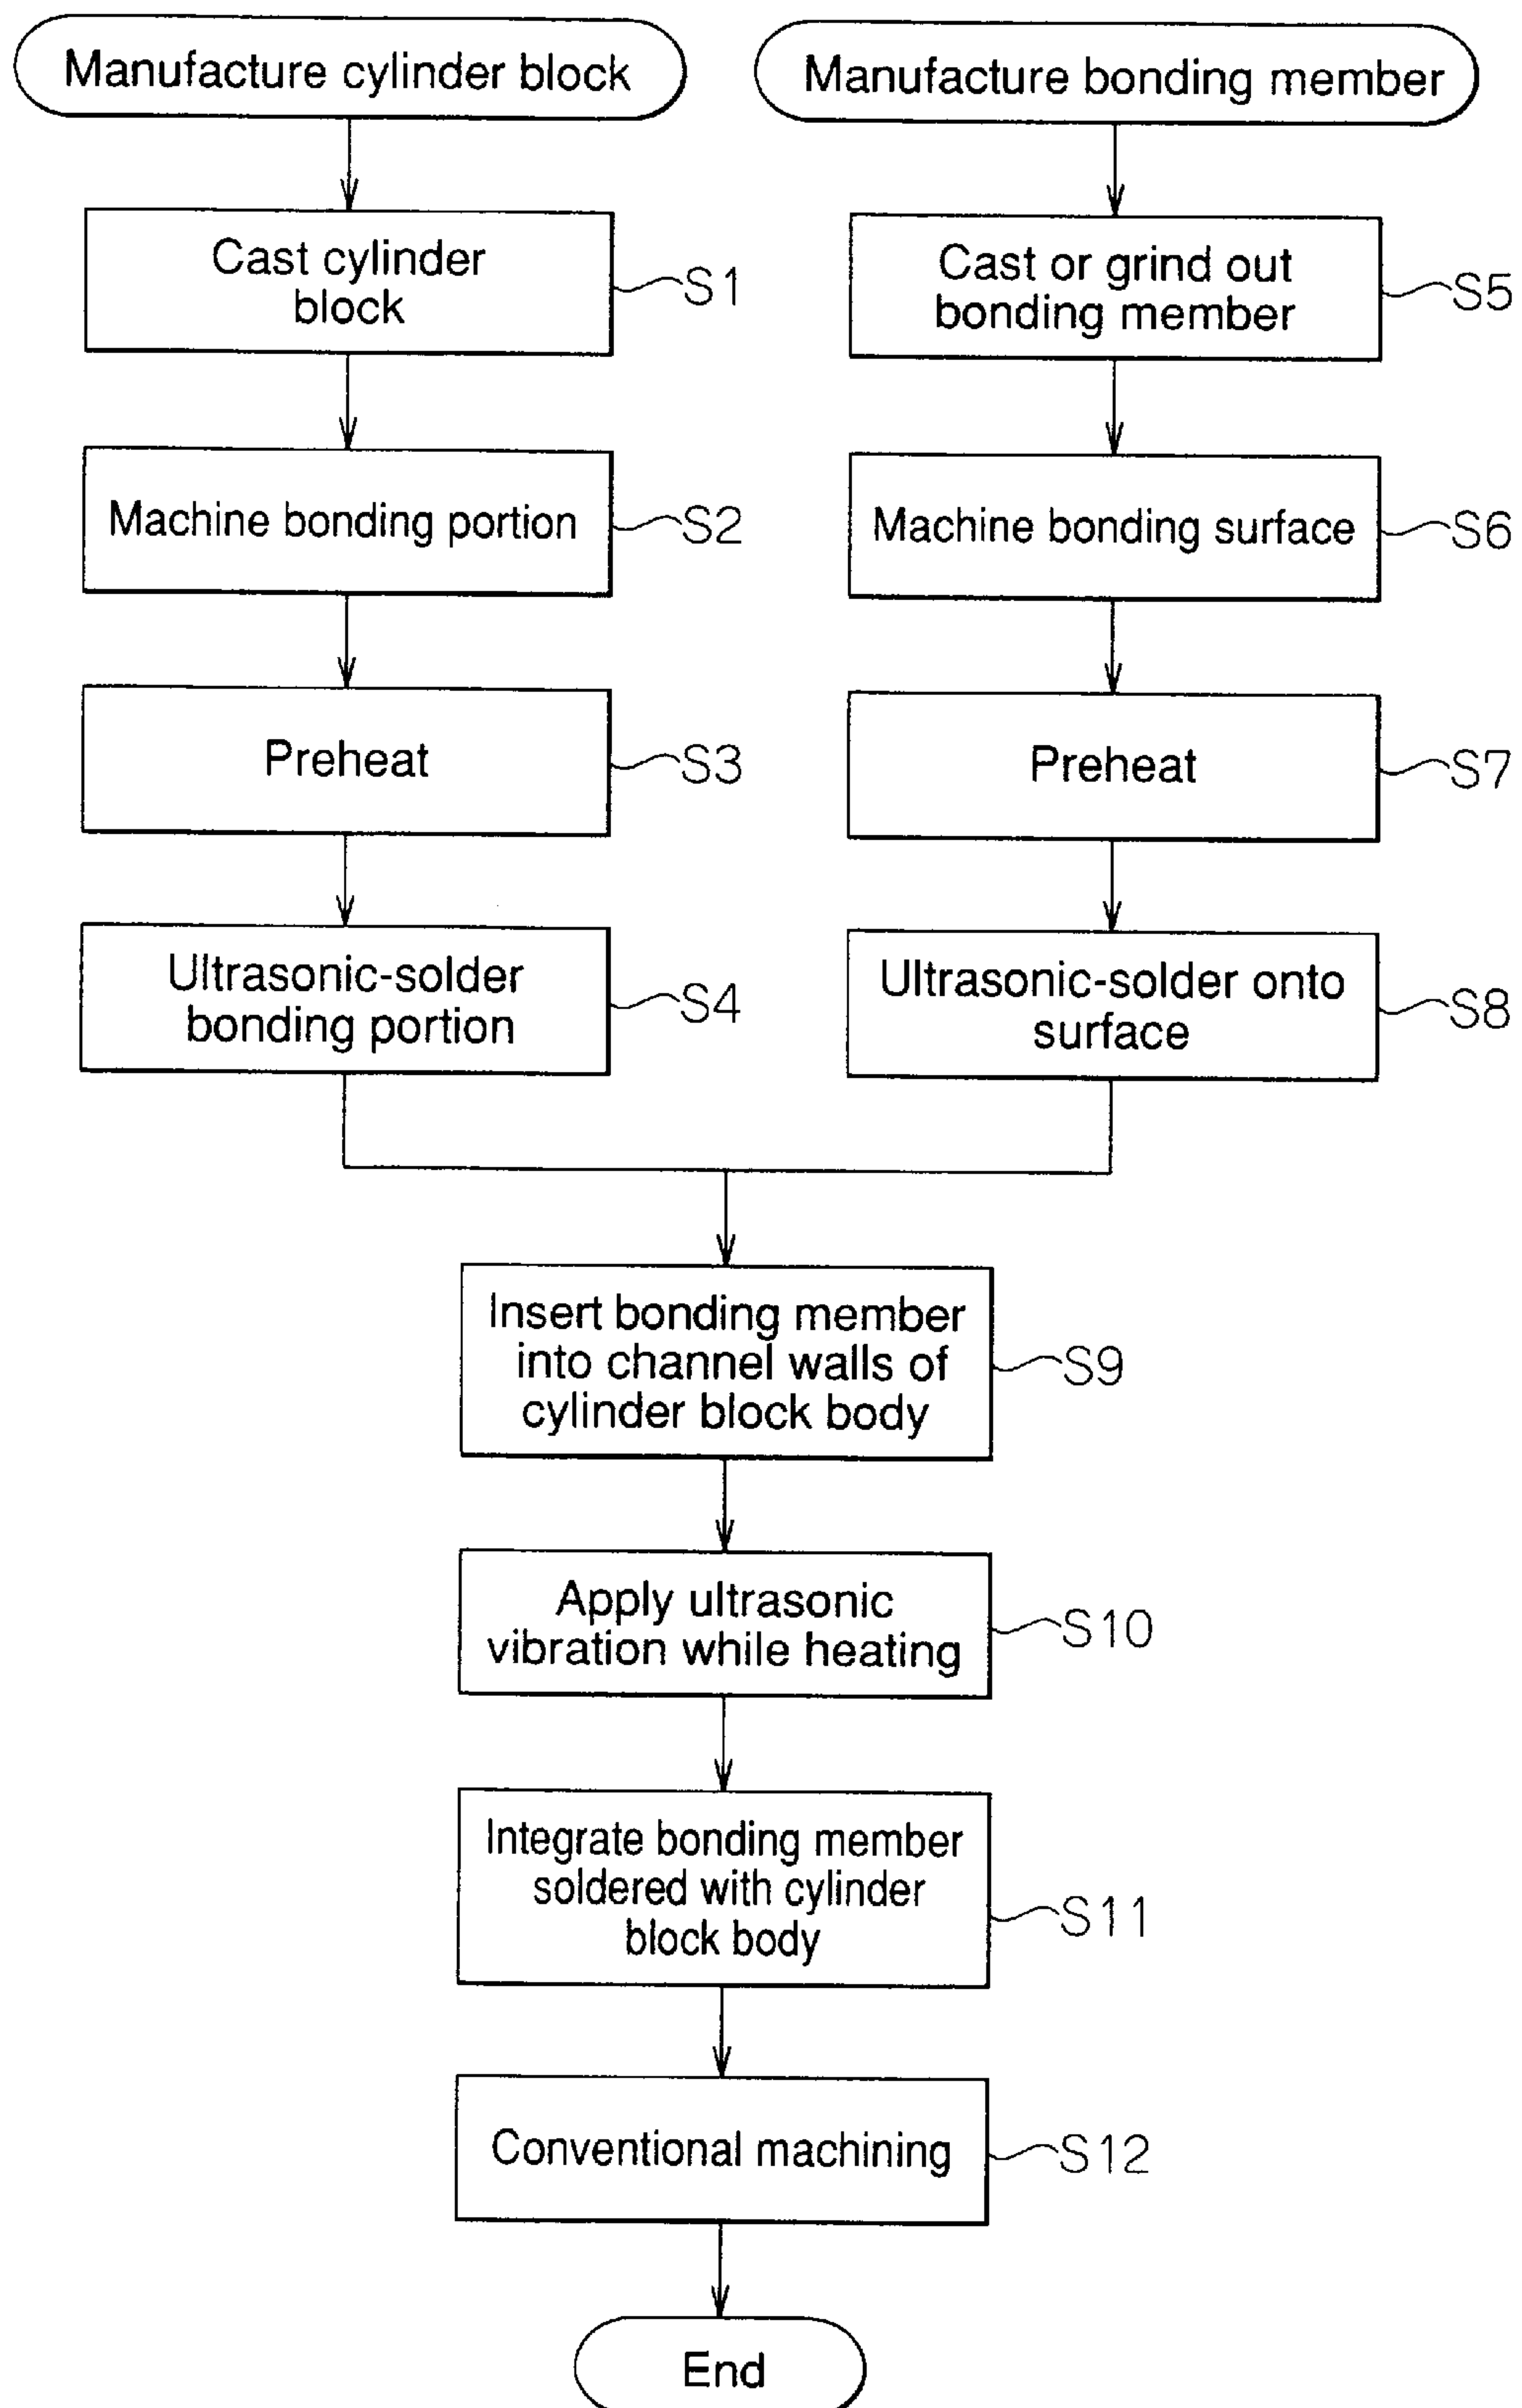 Manufacture cylinder block
Cast cylinder
block
S1
Machine bonding portion
S2
Preheat
S3
Ultrasonic-solder
bonding portion
S4
Manufacture bonding member
Cast or grind out
bonding member
S5
Machine bonding surface
S6
Preheat
S7
Ultrasonic-solder onto
surface
S8
Insert bonding member
into channel walls of
cylinder block body
S9
Apply ultrasonic
vibration while heating
S10
Integrate bonding member
soldered with cylinder
block body
S11
Conventional machining
S12
End